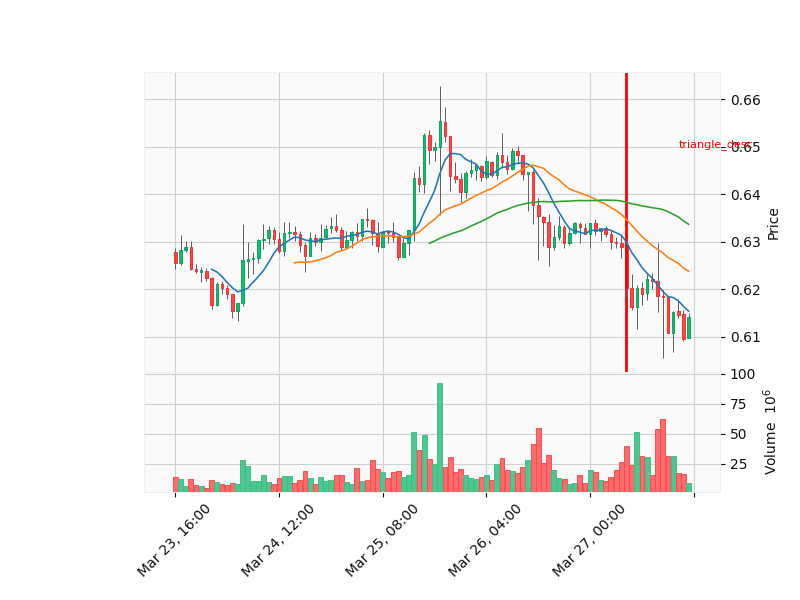 0.66
triangle_desc
0.65
0.64
Price
0.63
0.62
0.61
100
75
50
25
Volume 10^6
Mar 23, 16:00
Mar 24, 12:00
Mar 25, 08:00
Mar 26, 04:00
Mar 27, 00:00